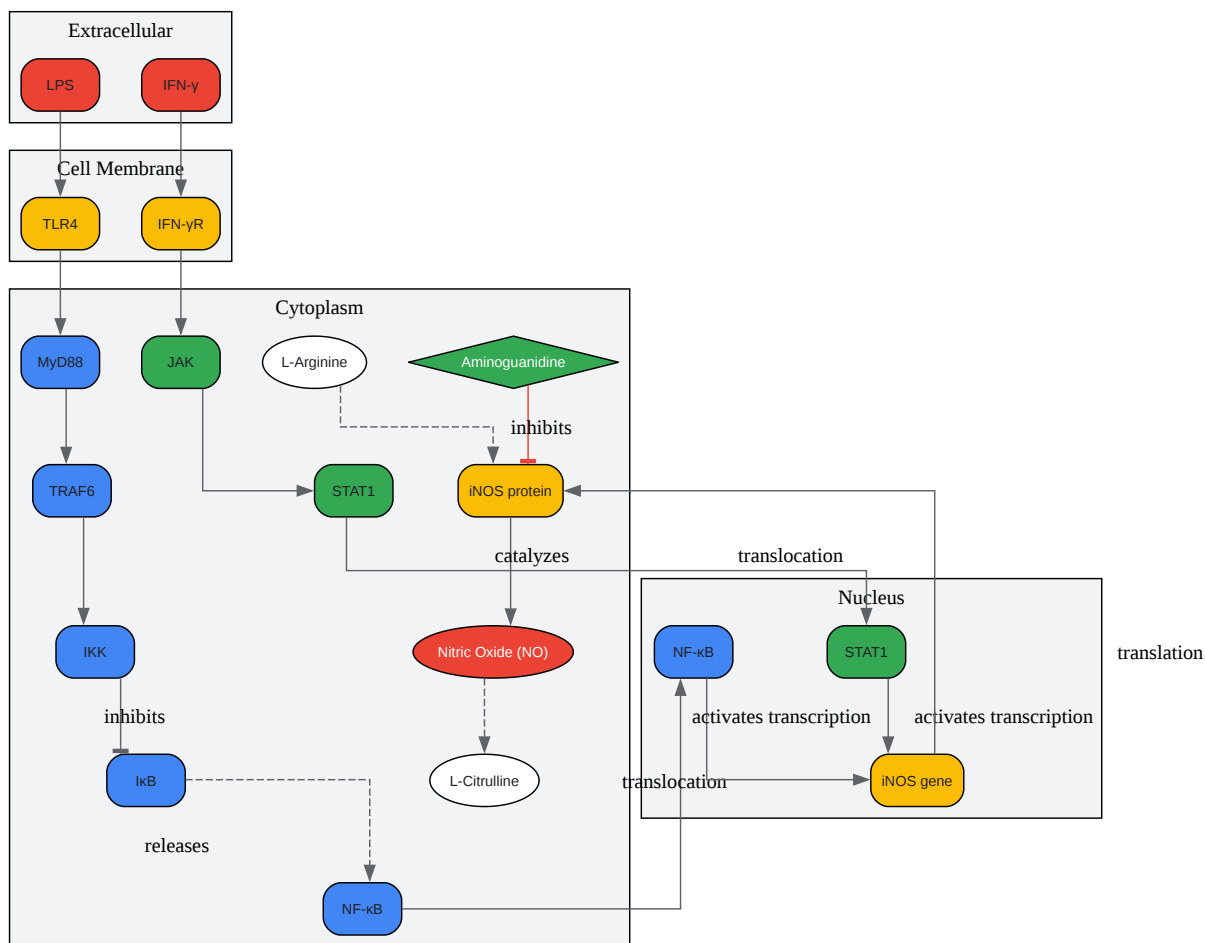 Extracellular
LPS
IFN-γ
Cell Membrane
TLR4
IFN-γR
Cytoplasm
MyD88
JAK
L-Arginine
Aminoguanidine
inhibits
TRAF6
STAT1
iNOS protein
catalyzes
translocation
Nucleus
IKK
Nitric Oxide (NO)
NF-κB
STAT1
translation
inhibits
activates transcription
activates transcription
IκB
L-Citrulline
translocation
iNOS gene
releases
NF-κB